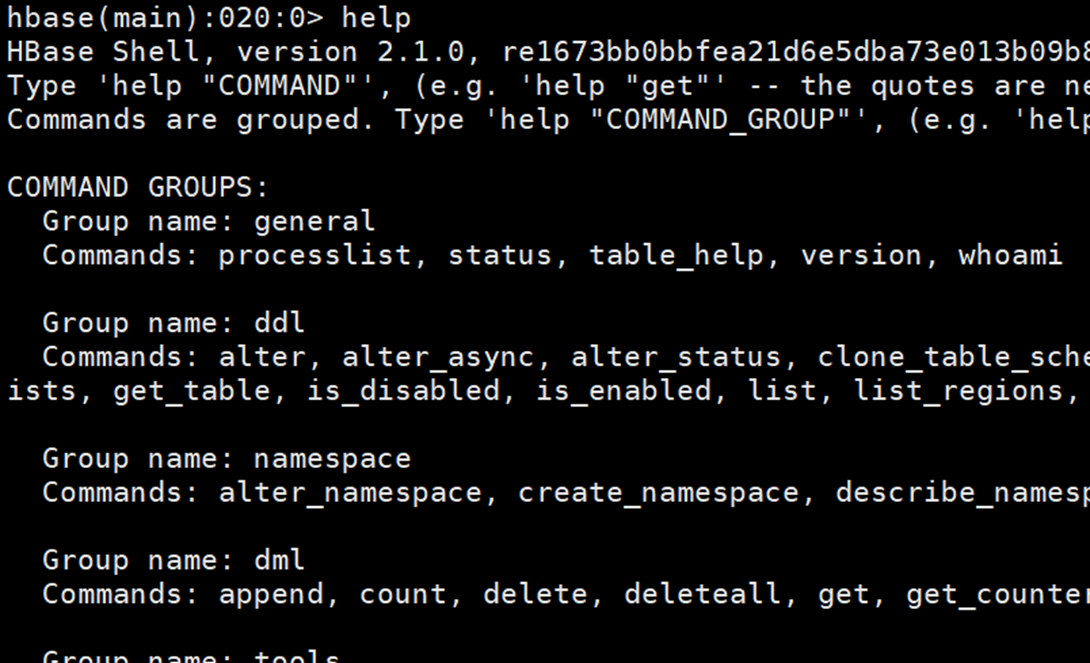 hbase(main):020:0> help
HBase Shell, version 2.1.0, re1673bb0bbfea21d6e5dba73e013b09b8
Type 'help "COMMAND"', (e.g. 'help "get"' -- the quotes are ne
Commands are grouped. Type 'help "COMMAND_GROUP"', (e.g. 'help
COMMAND GROUPS:
Group name: general
Commands: processlist, status, table_help, version, whoami
Group name: ddl
Commands: alter, alter_async, alter_status, clone_table_sche
ists, get_table, is_disabled, is_enabled, list, list_regions,
Group name: namespace
Commands: alter_namespace, create_namespace, describe_namesp
Group name: dml
Commands: append, count, delete, deleteall, get, get_counter
Group name: tools